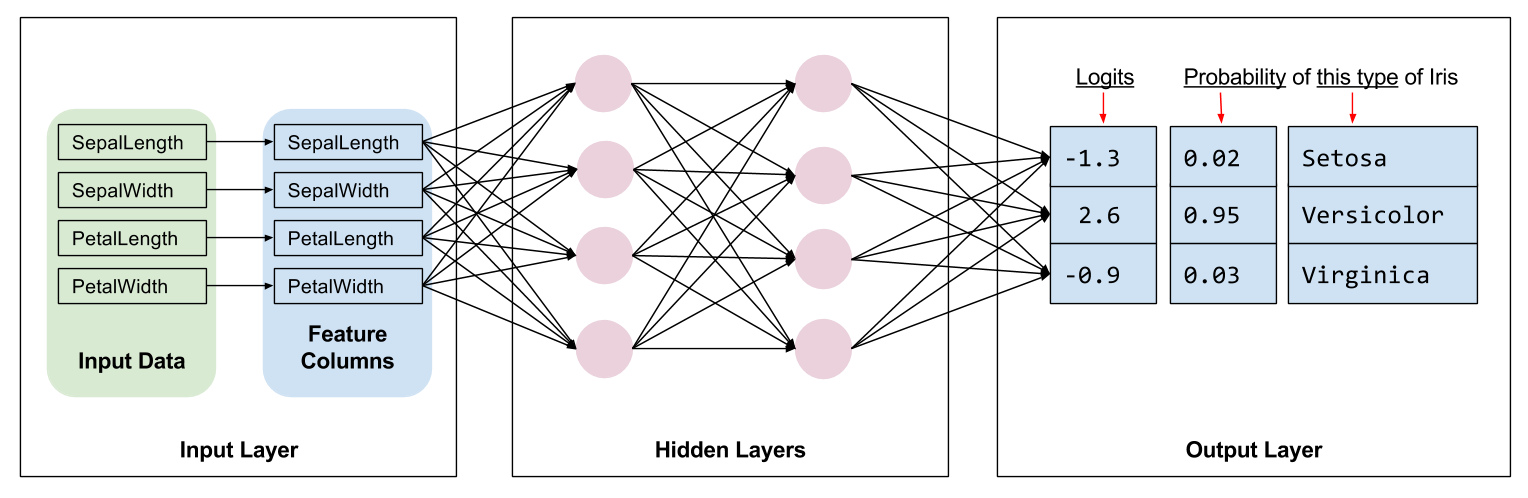 SepalLength
SepalWidth
PetalLength
PetalWidth
Input Data
SepalLength
SepalWidth
PetalLength
PetalWidth
Feature
Columns
Input Layer
Hidden Layers
Logits
Probability of this type of Iris
-1.3 0.02 Setosa
2.6 0.95 Versicolor
-0.9 0.03 Virginica
Output Layer